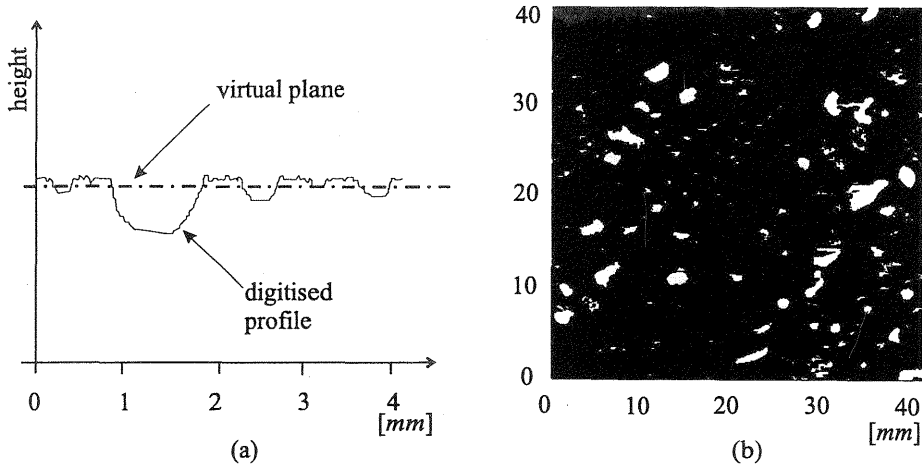 height
virtual plane
digitised
profile
0 1 2 3 4
[mm]
(a)
40
30
20
10
0
0 10 20 30 40
[mm]
(b)